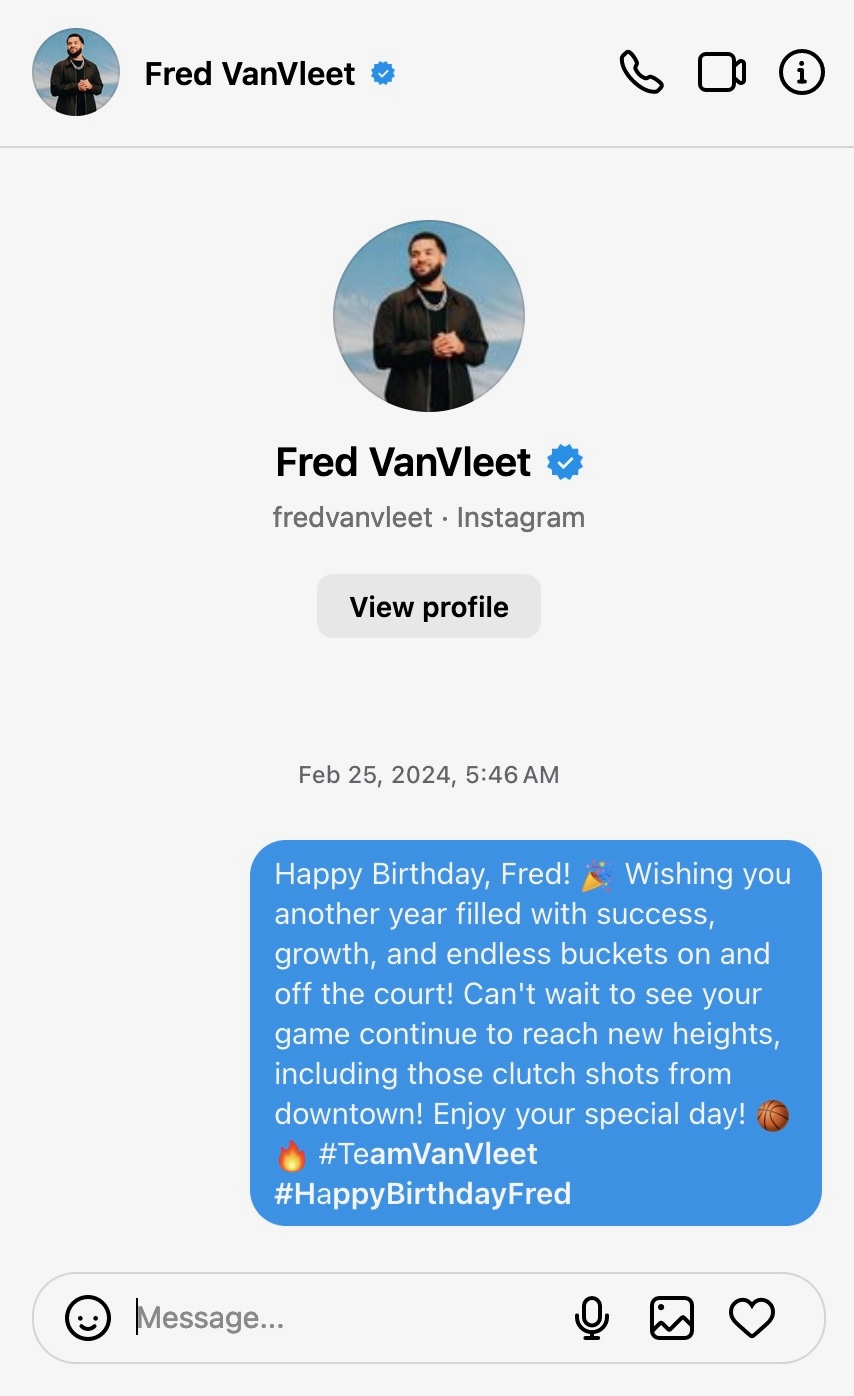 Fred VanVleet
Fred VanVleet
fredvanvleet · Instagram
View profile
Feb 25, 2024, 5:46 AM
Happy Birthday, Fred! 🎉 Wishing you
another year filled with success,
growth, and endless buckets on and
off the court! Can't wait to see your
game continue to reach new heights,
including those clutch shots from
downtown! Enjoy your special day! 🏀
🔥 #TeamVanVleet
#HappyBirthdayFred
Message...